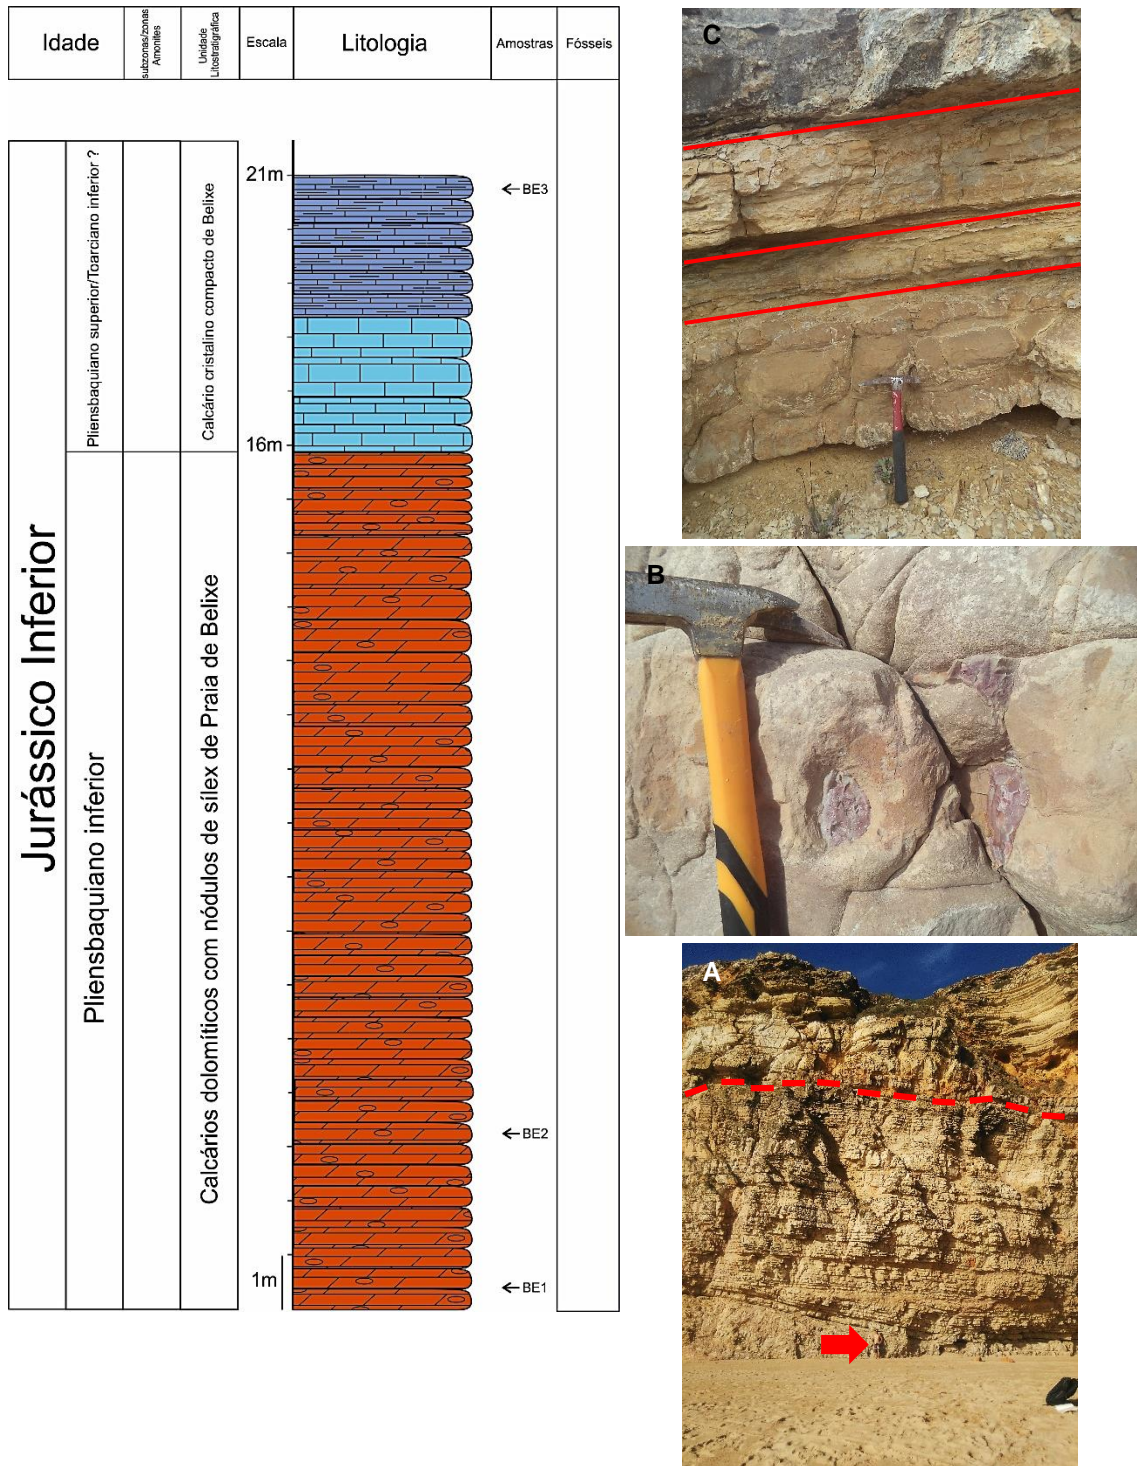 Idade
subzonas/zonas
Amonites
Unidade
Litostratigráfica
Escala
Litologia
Amostras
Fósseis
Jurássico Inferior
Pliensbaquiano superior/Toarciano inferior ?
Calcário cristalino compacto de Belixe
Pliensbaquiano inferior
Calcários dolomíticos com nódulos de sílex de Praia de Belixe
21m
16m
1m
BE3
BE2
BE1
C
B
A